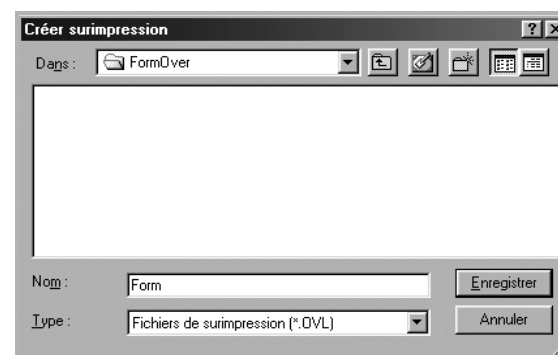 Créer surimpression
Dans : FormOver
Nom : Form
Enregistrer
Type : Fichiers de surimpression (*.OVL)
Annuler